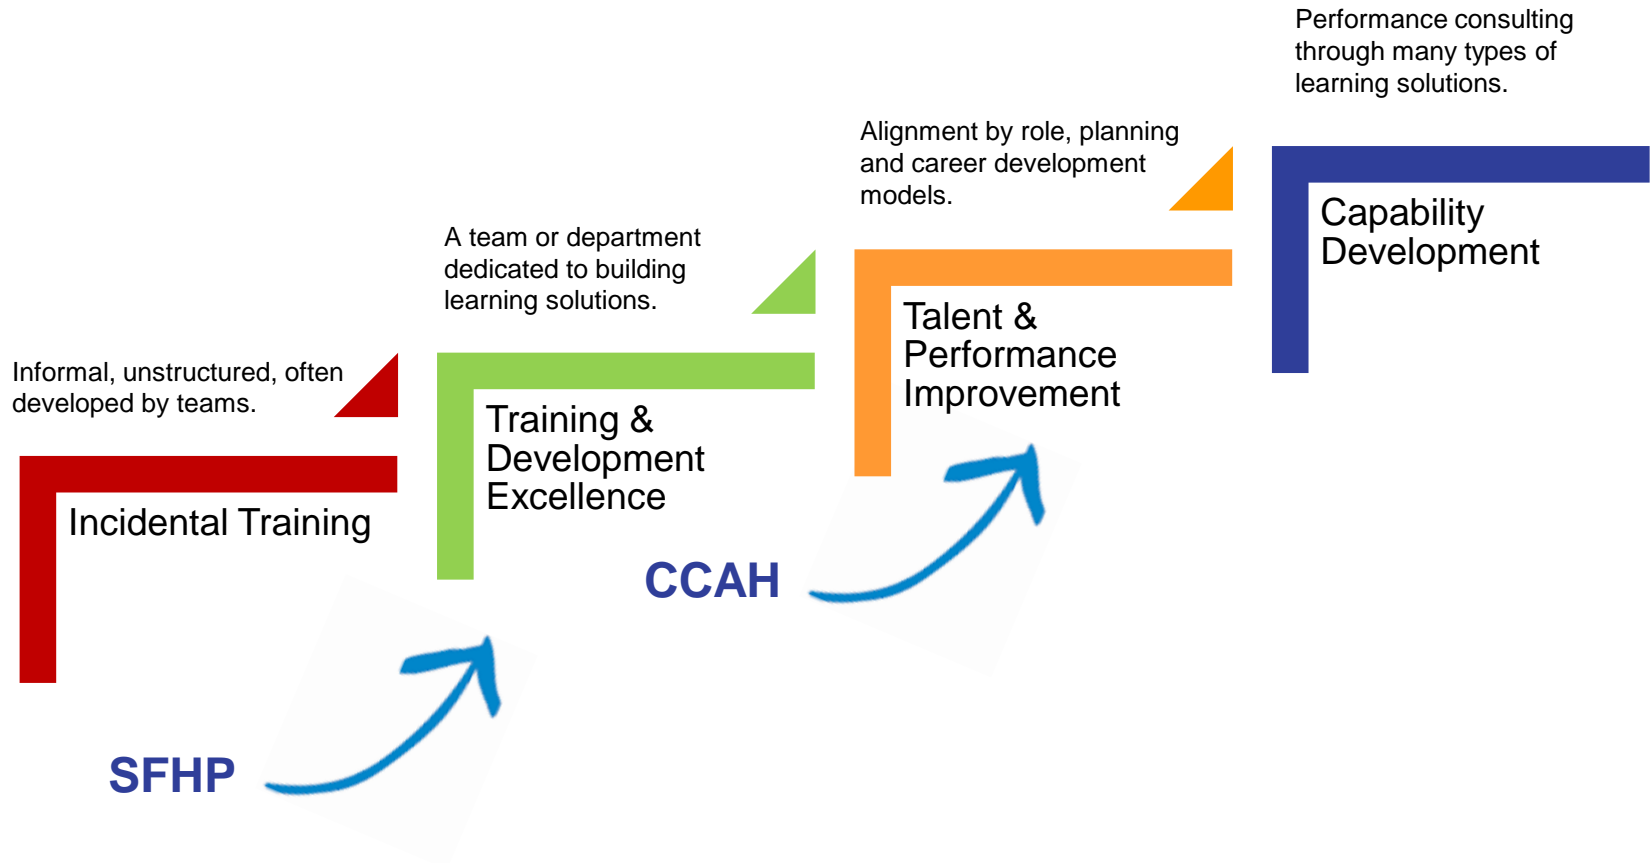 Informal, unstructured, often
developed by teams.
Incidental Training
A team or department
dedicated to building
learning solutions.
Training &
Development
Excellence
Alignment by role, planning
and career development
models.
Talent &
Performance
Improvement
Performance consulting
through many types of
learning solutions.
Capability
Development
SFHP
CCAH